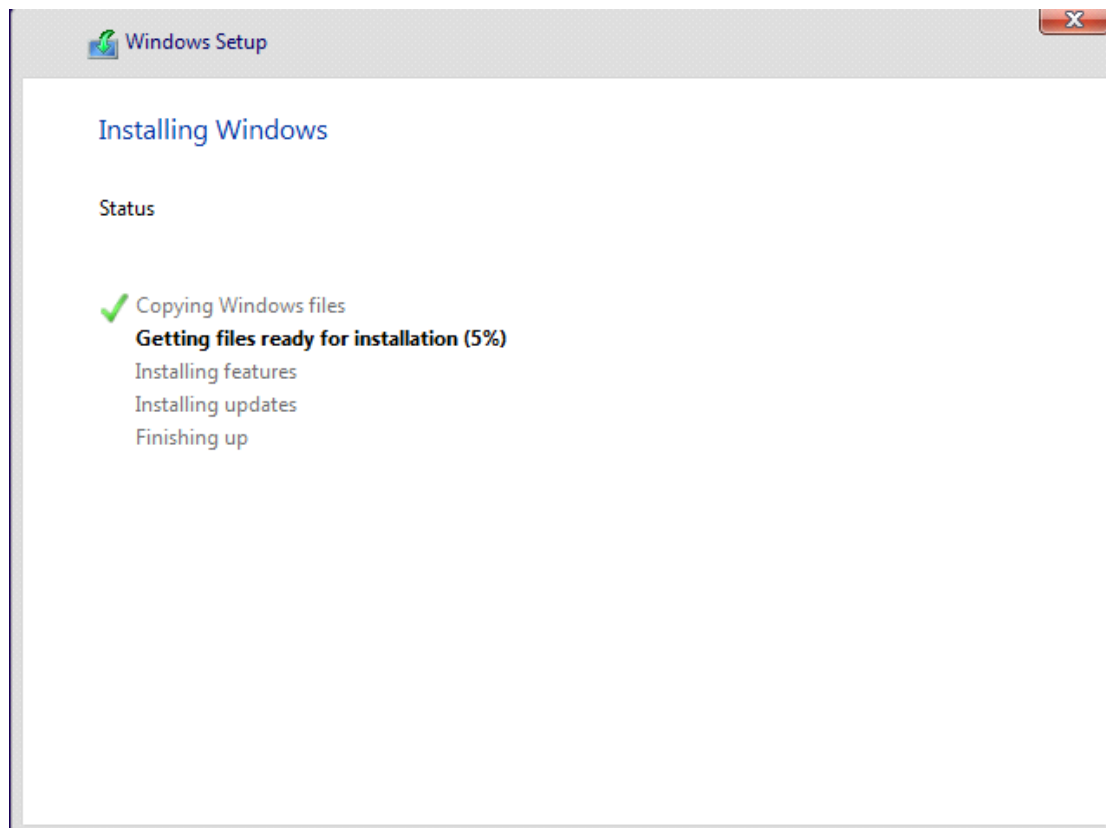 Windows Setup
Installing Windows
Status
Copying Windows files
Getting files ready for installation (5%)
Installing features
Installing updates
Finishing up